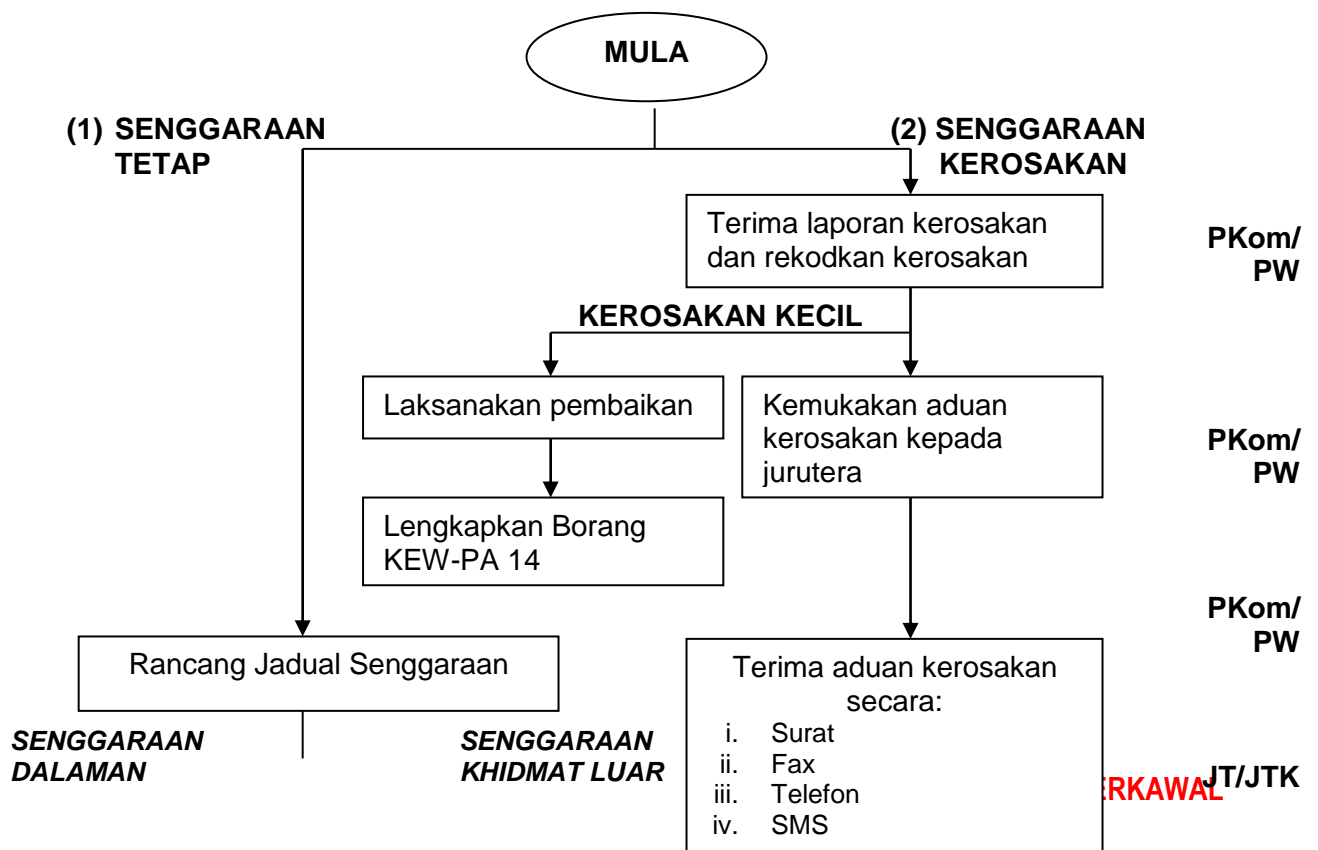 MULA
(1) SENGGARAAN
TETAP
(2) SENGGARAAN
KEROSAKAN
Terima laporan kerosakan
dan rekodkan kerosakan
PKom/
PW
KEROSAKAN KECIL
Laksanakan pembaikan
Kemukakan aduan
kerosakan kepada
jurutera
PKom/
PW
Lengkapkan Borang
KEW-PA 14
PKom/
PW
Rancang Jadual Senggaraan
Terima aduan kerosakan
secara:
i. Surat
ii. Fax
iii. Telefon
iv. SMS
SENGGARAAN
DALAMAN
SENGGARAAN
KHIDMAT LUAR
JT/JTK
ERKAWAL